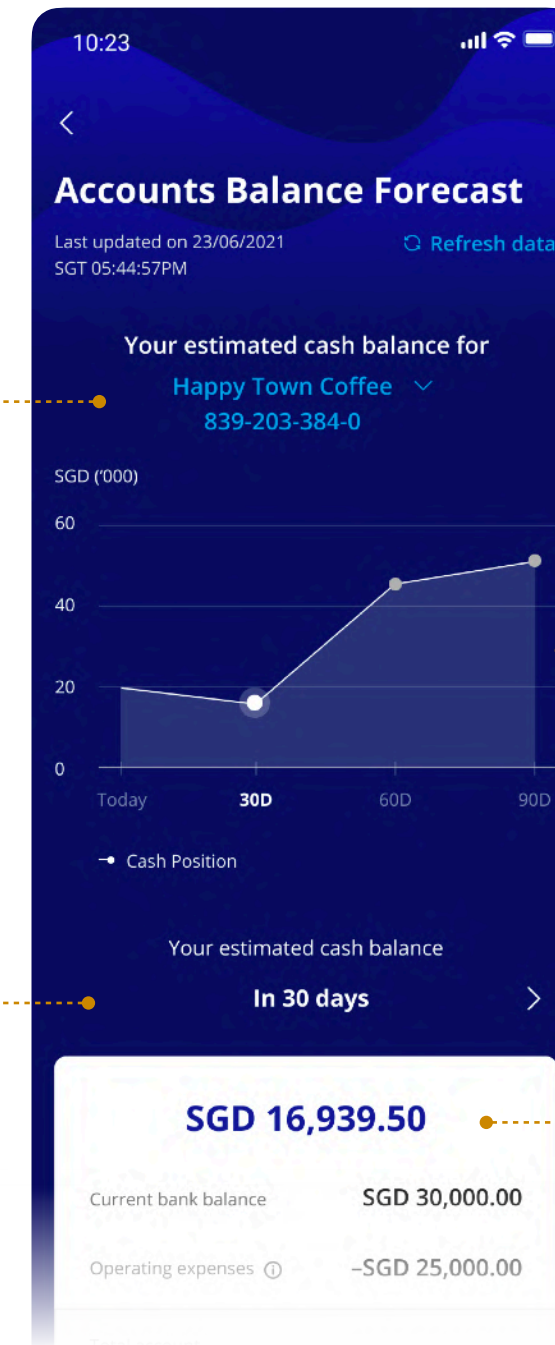 10:23
Accounts Balance Forecast
Last updated on 23/06/2021
SGT 05:44:57PM
Refresh data
Your estimated cash balance for
Happy Town Coffee
839-203-384-0
SGD ('000)
60
40
20
0
Today 30D 60D 90D
Cash Position
Your estimated cash balance
In 30 days
SGD 16,939.50
Current bank balance SGD 30,000.00
Operating expenses –SGD 25,000.00